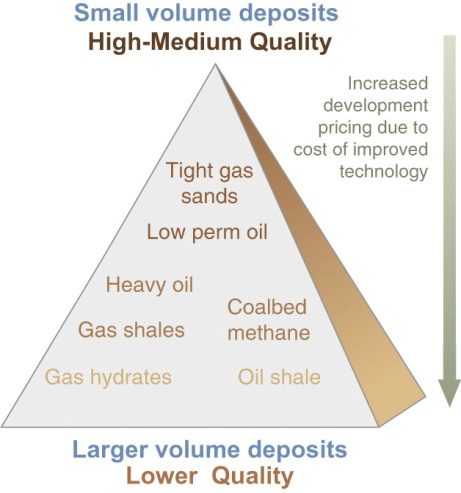 Small volume deposits
High-Medium Quality
Increased
development
pricing due to
cost of improved
technology
Tight gas
sands
Low perm oil
Heavy oil
Coalbed
methane
Gas shales
Gas hydrates
Oil shale
Larger volume deposits
Lower Quality